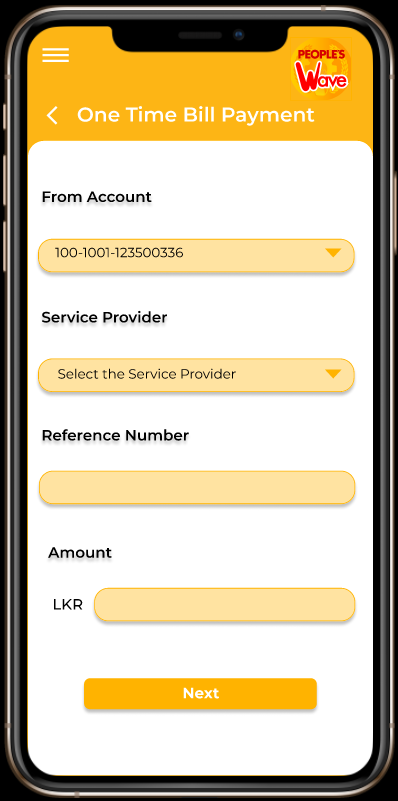 PEOPLE'S
Wave
One Time Bill Payment
From Account
100-1001-123500336
Service Provider
Select the Service Provider
Reference Number
Amount
LKR
Next